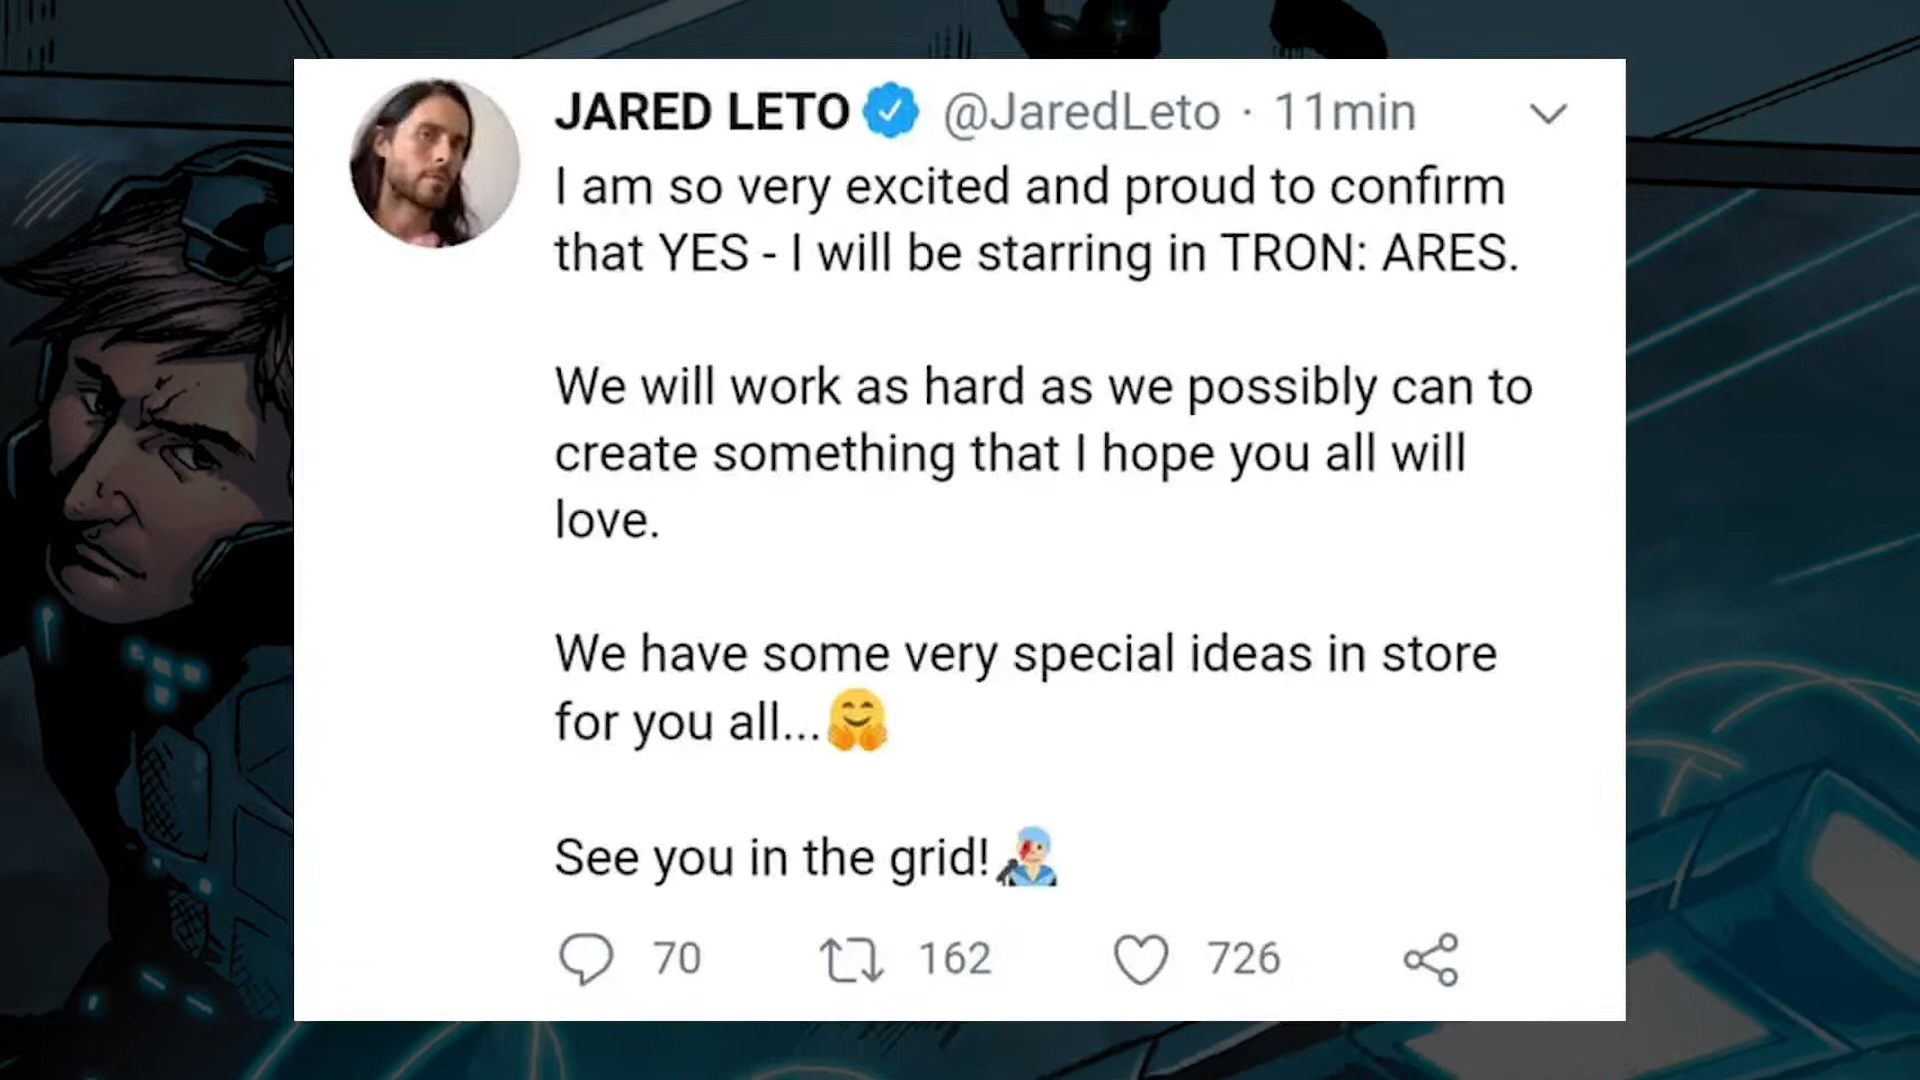 JARED LETO @JaredLeto · 11min
I am so very excited and proud to confirm
that YES - I will be starring in TRON: ARES.
We will work as hard as we possibly can to
create something that I hope you all will
love.
We have some very special ideas in store
for you all...🤗
See you in the grid!👨🏼‍🎤
70 162 726